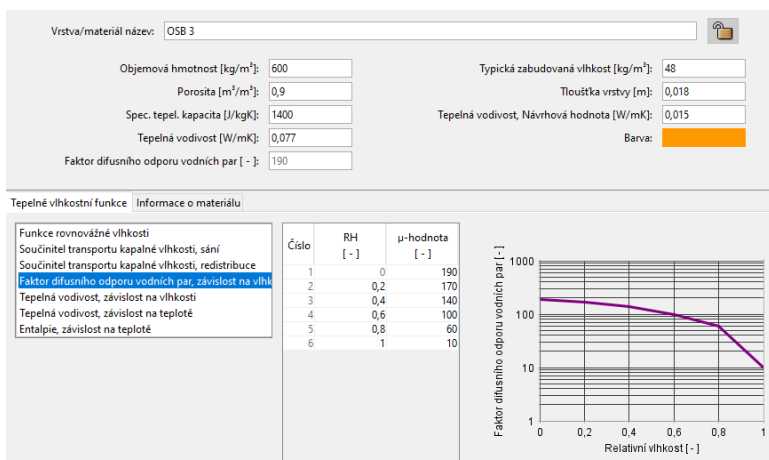 Vrstva/materiál název: OSB 3
Objemová hmotnost [kg/m³]: 600 Typická zabudovaná vlhkost [kg/m³]: 48
Porosita [m³/m³]: 0,9 Tloušťka vrstvy [m]: 0,018
Spec. tepel. kapacita [J/kgK]: 1400 Tepelná vodivost, Návrhová hodnota [W/mK]: 0,015
Tepelná vodivost [W/mK]: 0,077 Barva:
Faktor difusního odporu vodních par [ - ]: 190
Tepelně vlhkostní funkce Informace o materiálu
Funkce rovnovážné vlhkosti
Součinitel transportu kapalné vlhkosti, sání
Součinitel transportu kapalné vlhkosti, redistribuce
Faktor difusního odporu vodních par, závislost na vlhk
Tepelná vodivost, závislost na vlhkosti
Tepelná vodivost, závislost na teplotě
Entalpie, závislost na teplotě
Číslo RH [ - ] µ-hodnota [ - ]
1 0 190
2 0,2 170
3 0,4 140
4 0,6 100
5 0,8 60
6 1 10
Faktor difusního odporu vodních par [ - ]
1000
100
10
1
0 0,2 0,4 0,6 0,8 1
Relativní vlhkost [ - ]